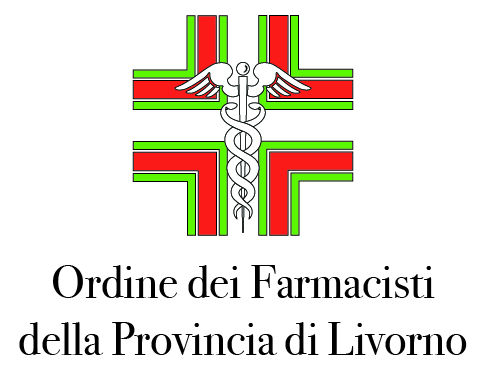 Ordine dei Farmacisti
della Provincia di Livorno